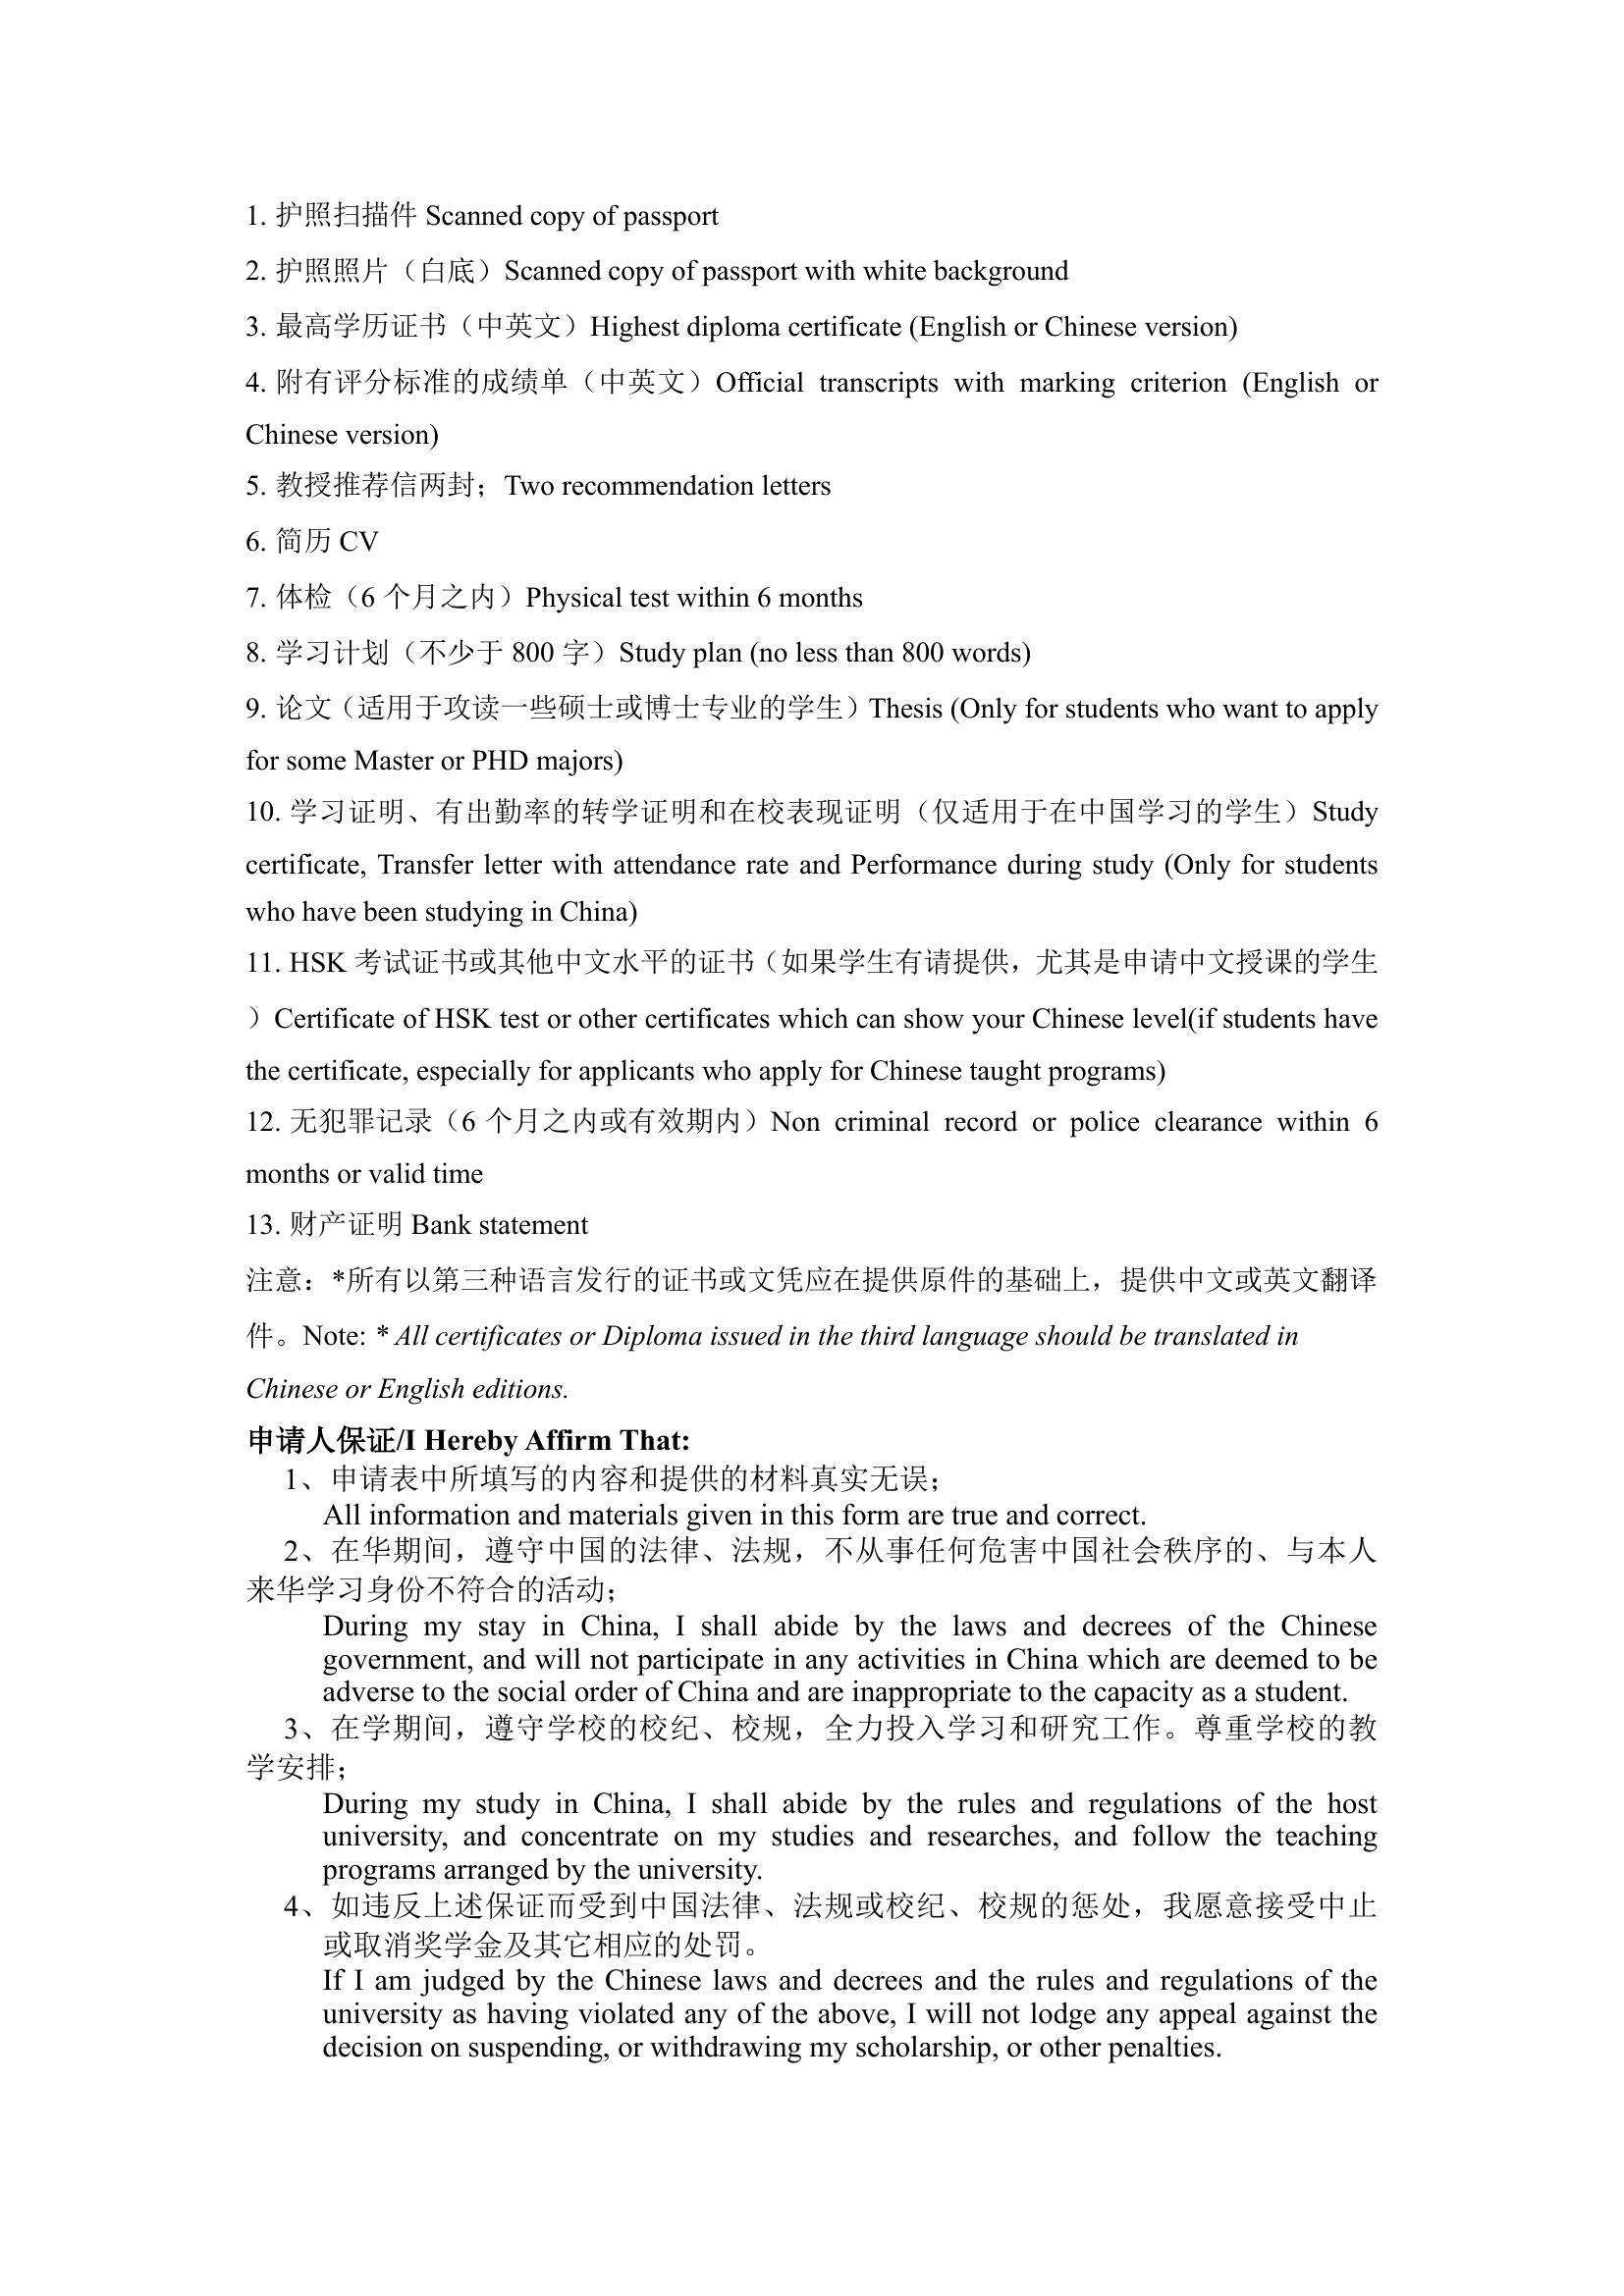 1. 护照扫描件 Scanned copy of passport
2. 护照照片（白底）Scanned copy of passport with white background
3. 最高学历证书（中英文）Highest diploma certificate (English or Chinese version)
4. 附有评分标准的成绩单（中英文）Official transcripts with marking criterion (English or
Chinese version)
5. 教授推荐信两封；Two recommendation letters
6. 简历 CV
7. 体检（6 个月之内）Physical test within 6 months
8. 学习计划（不少于 800 字）Study plan (no less than 800 words)
9. 论文（适用于攻读一些硕士或博士专业的学生）Thesis (Only for students who want to apply
for some Master or PHD majors)
10. 学习证明、有出勤率的转学证明和在校表现证明（仅适用于在中国学习的学生）Study
certificate, Transfer letter with attendance rate and Performance during study (Only for students
who have been studying in China)
11. HSK 考试证书或其他中文水平的证书（如果学生有请提供，尤其是申请中文授课的学生
）Certificate of HSK test or other certificates which can show your Chinese level(if students have
the certificate, especially for applicants who apply for Chinese taught programs)
12. 无犯罪记录（6 个月之内或有效期内）Non criminal record or police clearance within 6
months or valid time
13. 财产证明 Bank statement
注意：*所有以第三种语言发行的证书或文凭应在提供原件的基础上，提供中文或英文翻译
件。Note: * All certificates or Diploma issued in the third language should be translated in
Chinese or English editions.
申请人保证/I Hereby Affirm That:
1、申请表中所填写的内容和提供的材料真实无误；
All information and materials given in this form are true and correct.
2、在华期间，遵守中国的法律、法规，不从事任何危害中国社会秩序的、与本人
来华学习身份不符合的活动；
During my stay in China, I shall abide by the laws and decrees of the Chinese
government, and will not participate in any activities in China which are deemed to be
adverse to the social order of China and are inappropriate to the capacity as a student.
3、在学期间，遵守学校的校纪、校规，全力投入学习和研究工作。尊重学校的教
学安排；
During my study in China, I shall abide by the rules and regulations of the host
university, and concentrate on my studies and researches, and follow the teaching
programs arranged by the university.
4、如违反上述保证而受到中国法律、法规或校纪、校规的惩处，我愿意接受中止
或取消奖学金及其它相应的处罚。
If I am judged by the Chinese laws and decrees and the rules and regulations of the
university as having violated any of the above, I will not lodge any appeal against the
decision on suspending, or withdrawing my scholarship, or other penalties.